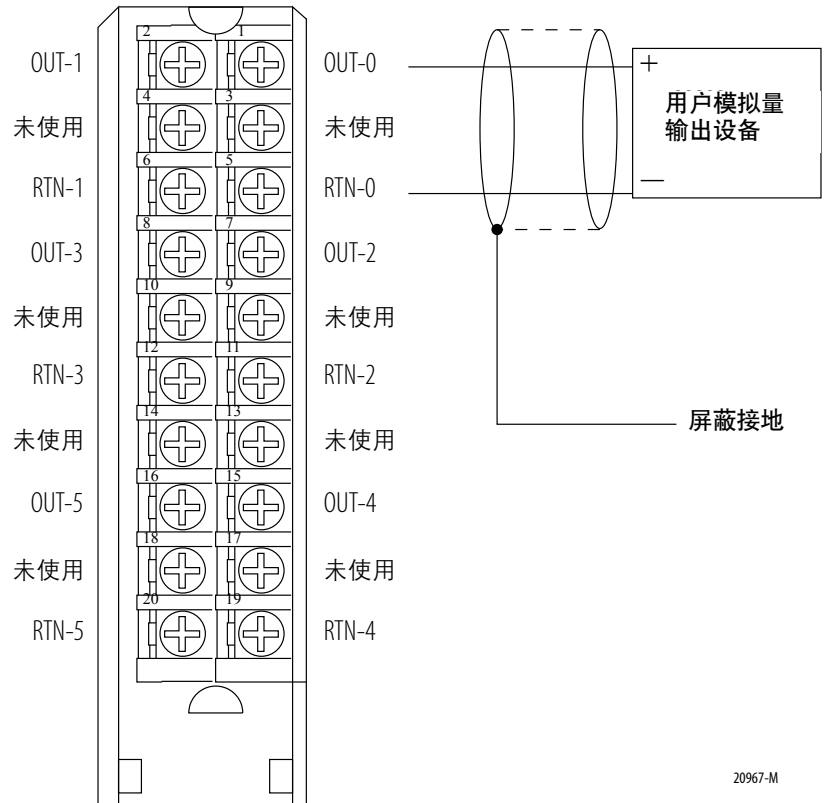 2 1
OUT-1 OUT-0 +
4 3
未使用 未使用
用户模拟量
输出设备
6 5
RTN-1 RTN-0 —
8 7
OUT-3 OUT-2
10 9
未使用 未使用
12 11
RTN-3 RTN-2
14 13
未使用 未使用
屏蔽接地
16 15
OUT-5 OUT-4
18 17
未使用 未使用
20 19
RTN-5 RTN-4
20967-M